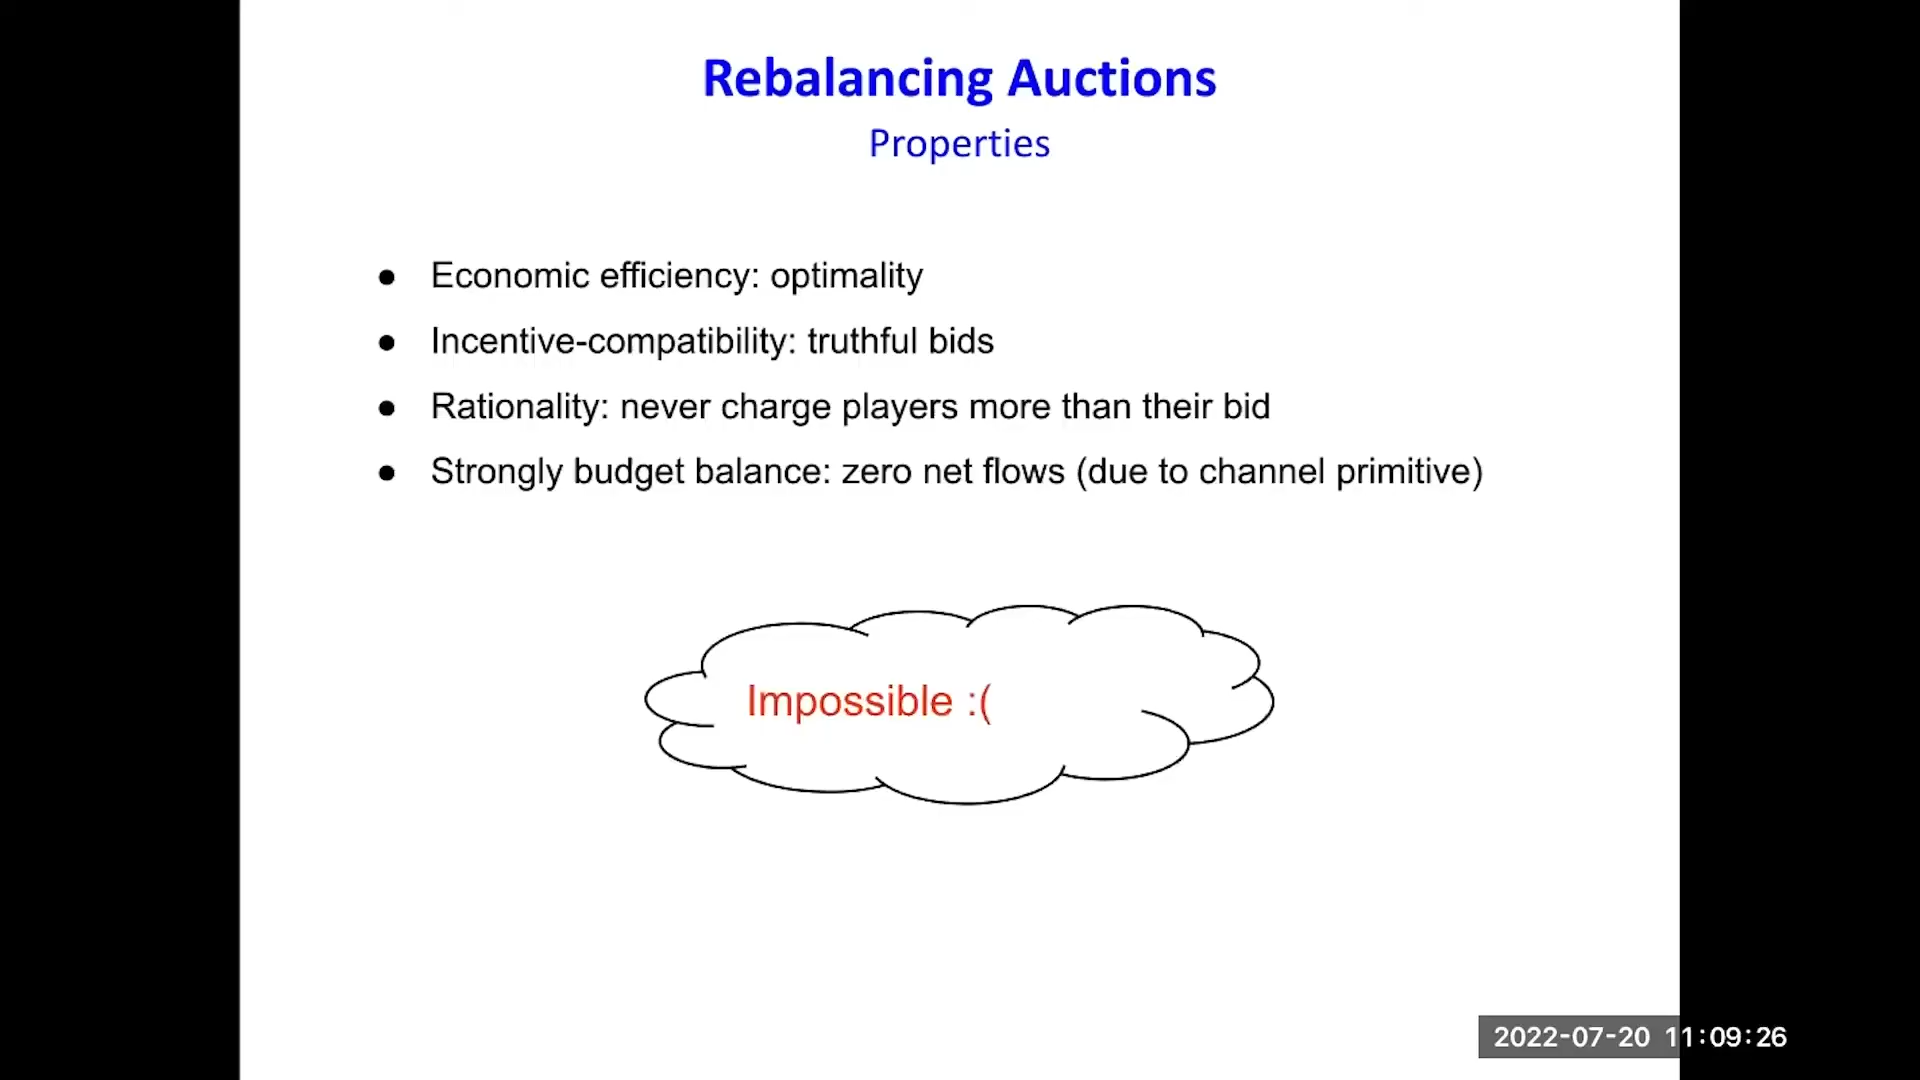 Rebalancing Auctions
Properties
● Economic efficiency: optimality
● Incentive-compatibility: truthful bids
● Rationality: never charge players more than their bid
● Strongly budget balance: zero net flows (due to channel primitive)
Impossible :(
2022-07-20 11:09:26